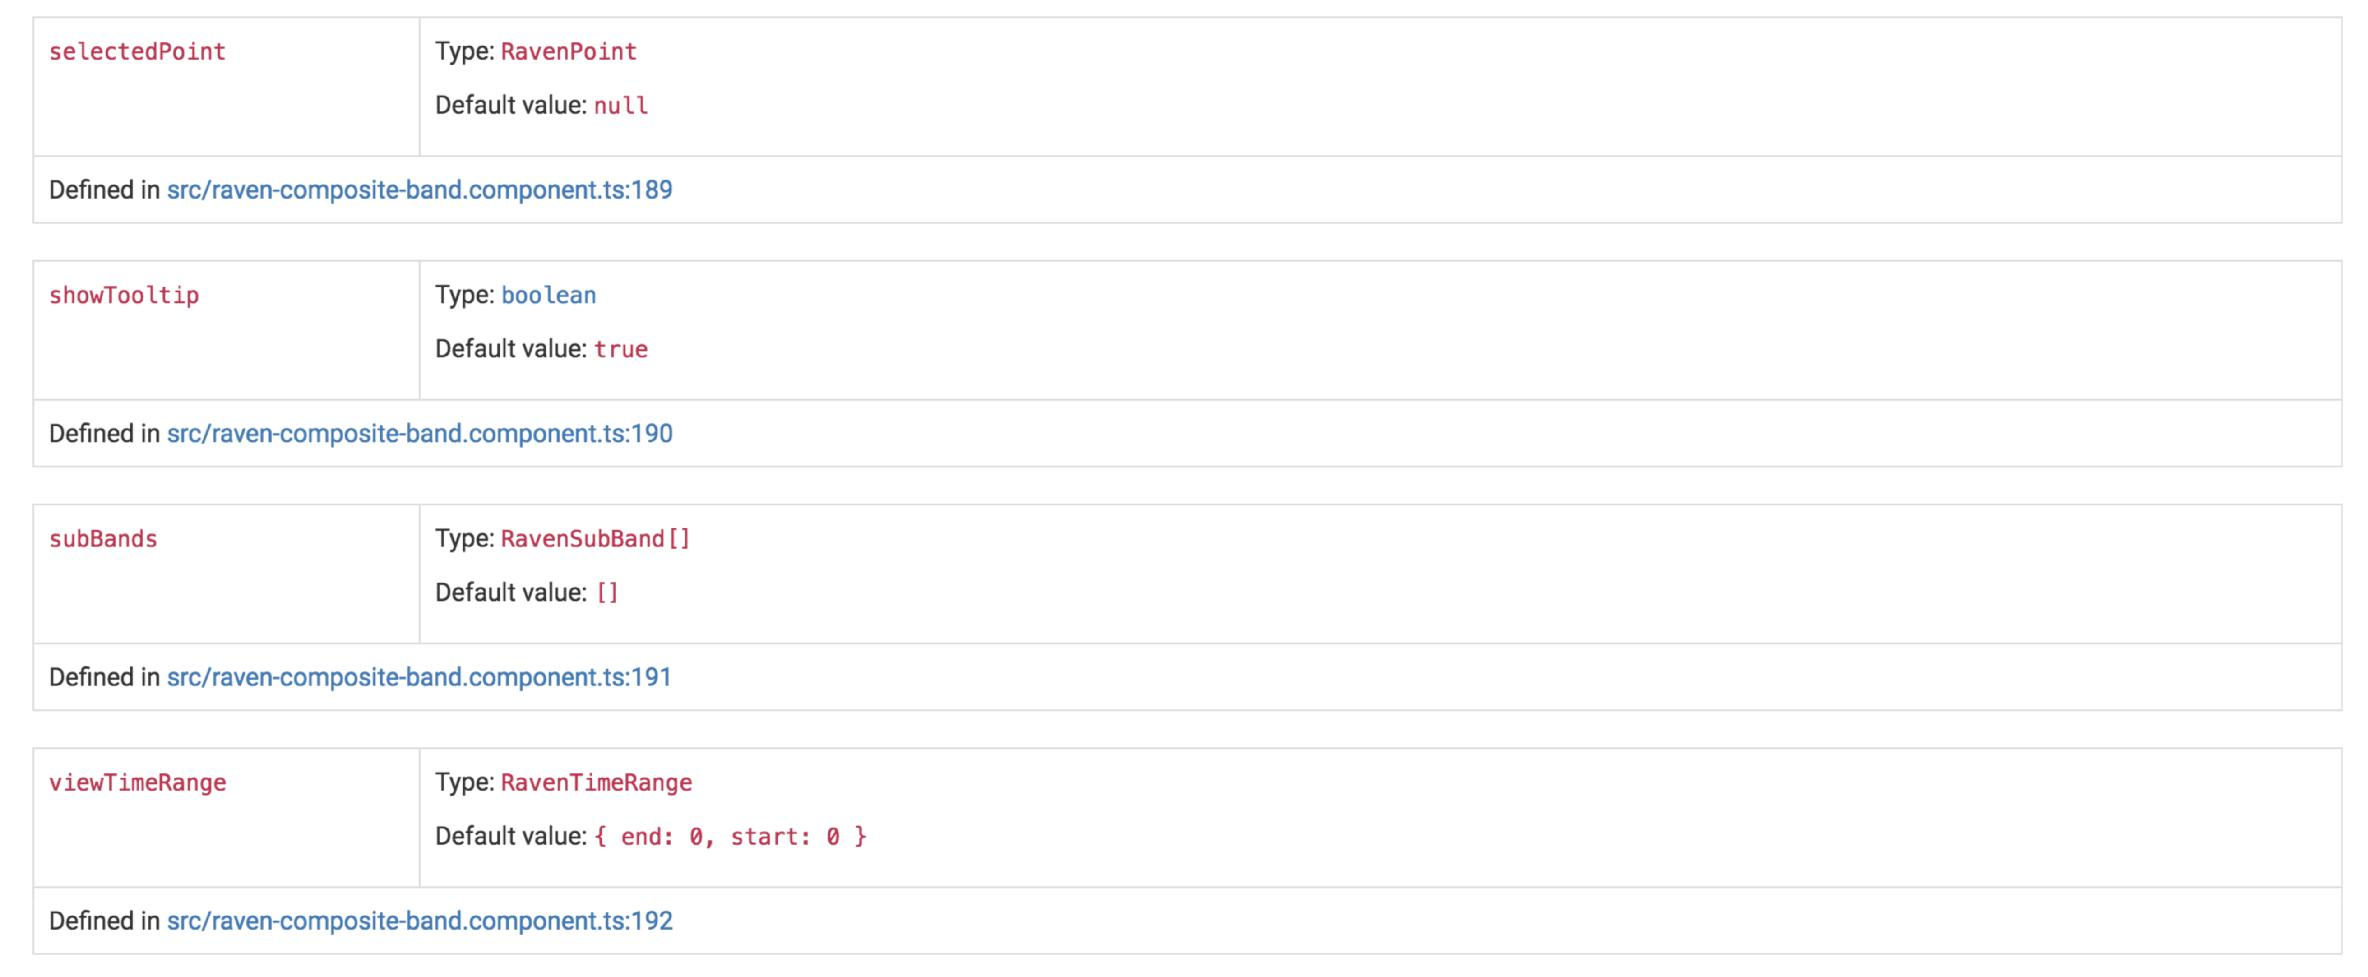 selectedPoint
Type: RavenPoint
Default value: null
Defined in src/raven-composite-band.component.ts:189
showTooltip
Type: boolean
Default value: true
Defined in src/raven-composite-band.component.ts:190
subBands
Type: RavenSubBand[]
Default value: []
Defined in src/raven-composite-band.component.ts:191
viewTimeRange
Type: RavenTimeRange
Default value: { end: 0, start: 0 }
Defined in src/raven-composite-band.component.ts:192